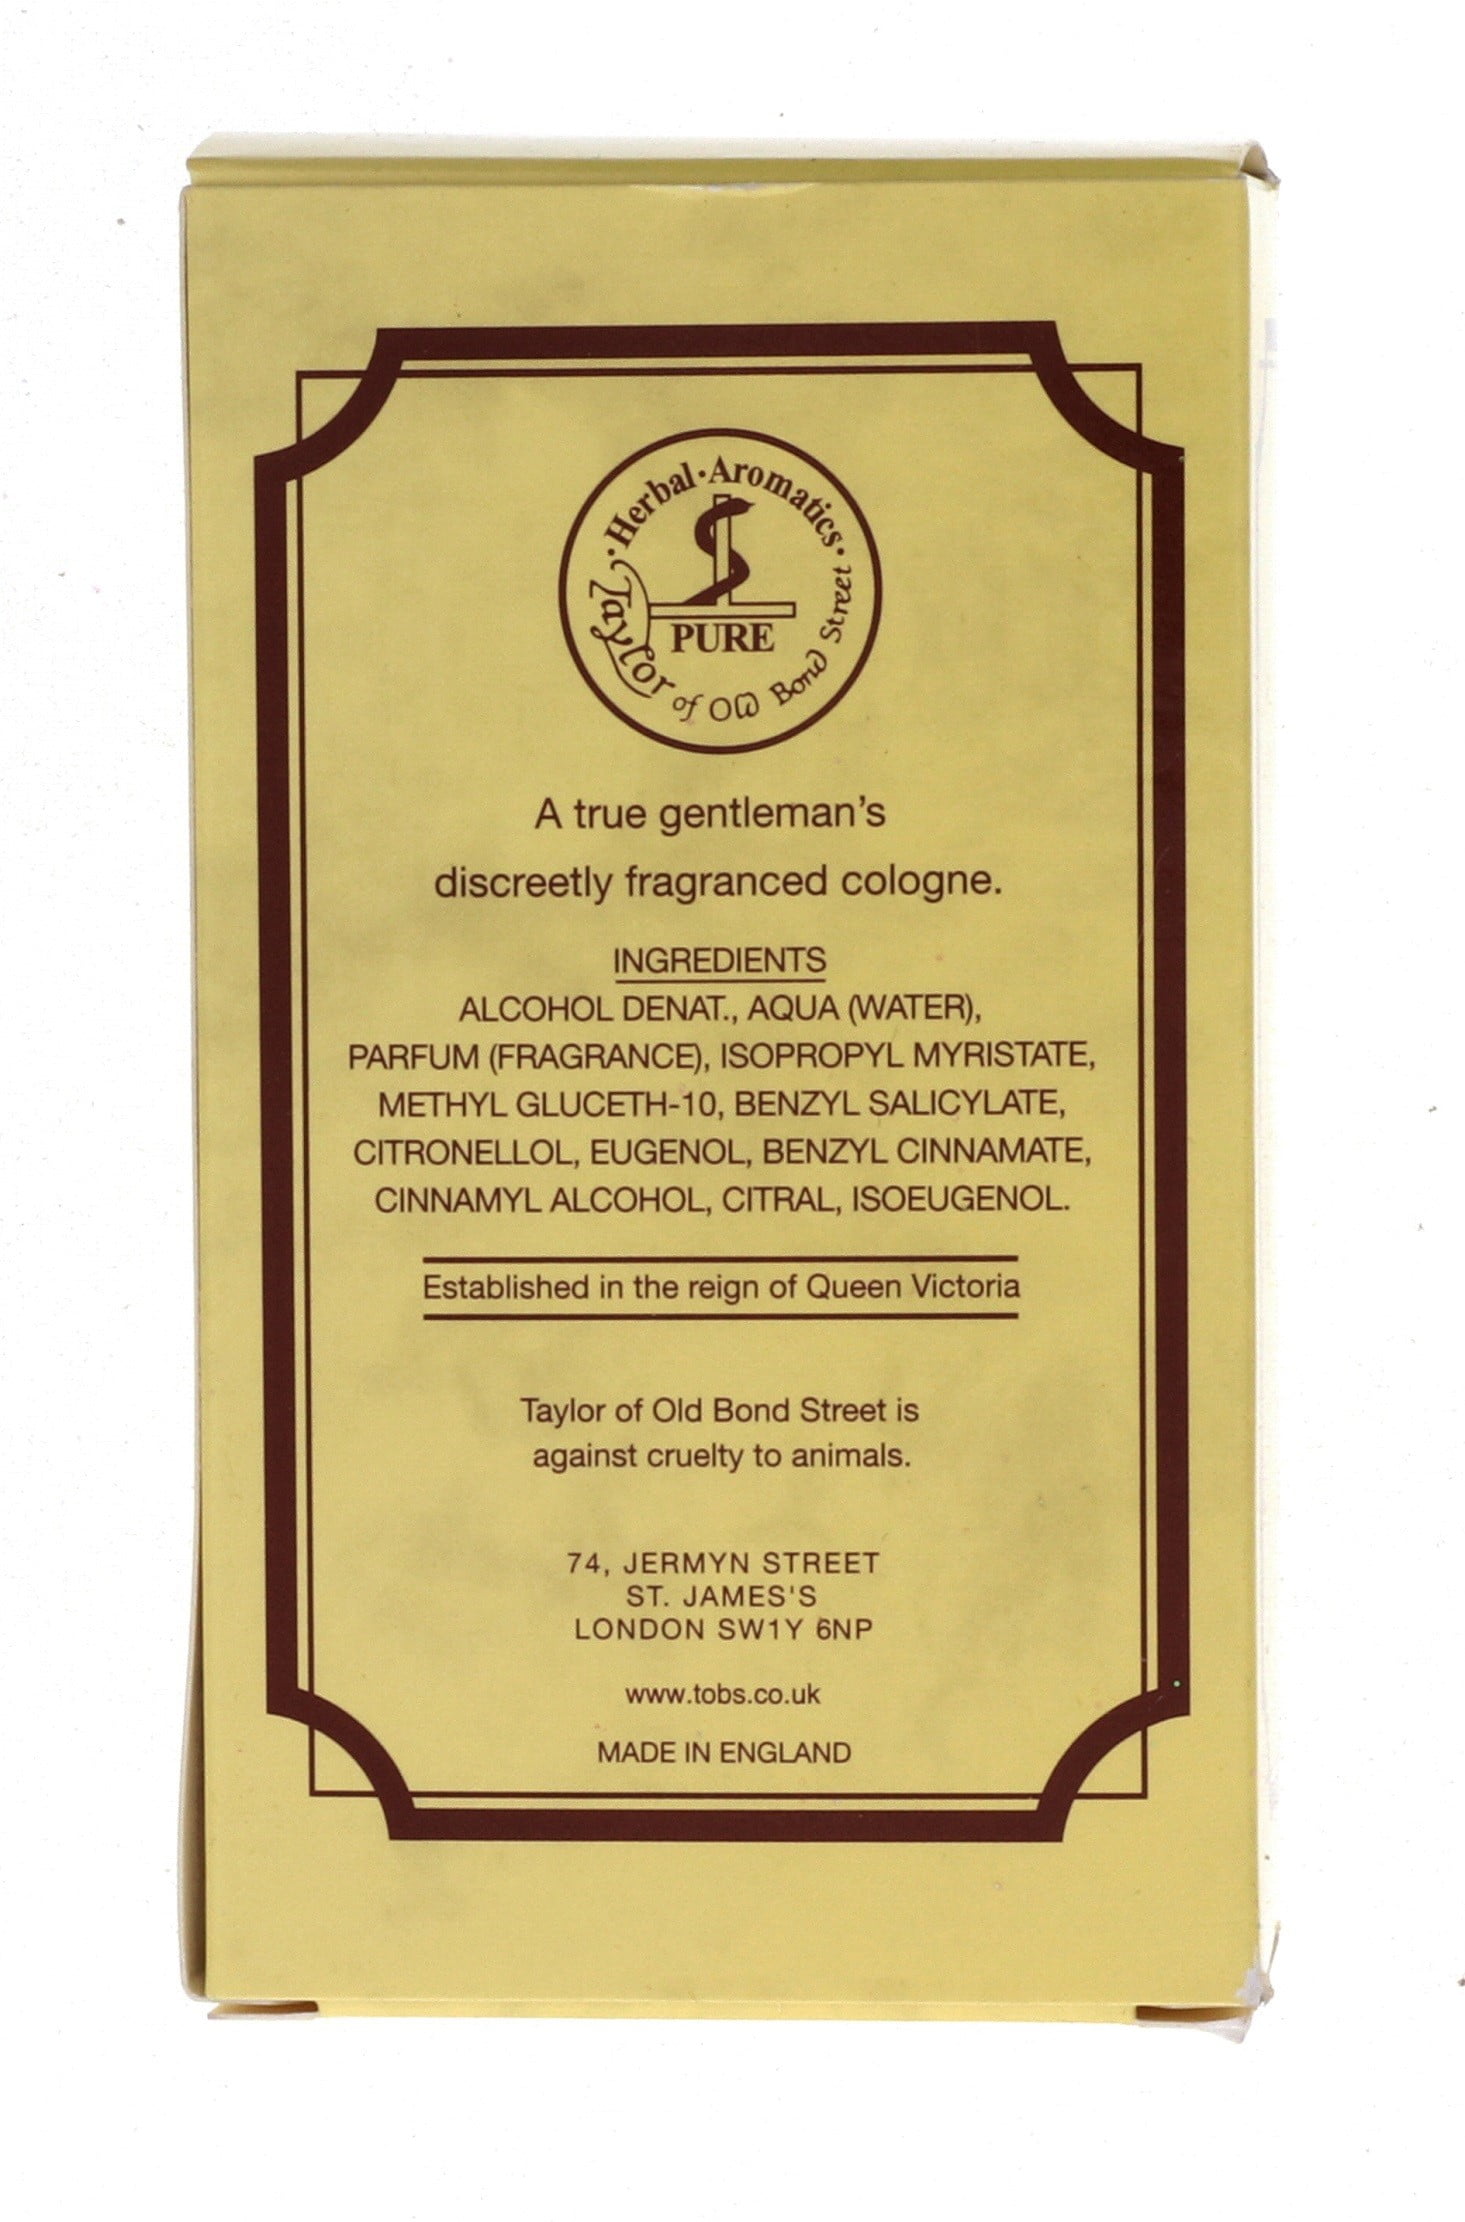 · Herbal · Aromatics ·
PURE
Taylor of Old Bond Street
A true gentleman's
discreetly fragranced cologne.
INGREDIENTS
ALCOHOL DENAT., AQUA (WATER),
PARFUM (FRAGRANCE), ISOPROPYL MYRISTATE,
METHYL GLUCETH-10, BENZYL SALICYLATE,
CITRONELLOL, EUGENOL, BENZYL CINNAMATE,
CINNAMYL ALCOHOL, CITRAL, ISOEUGENOL.
Established in the reign of Queen Victoria
Taylor of Old Bond Street is
against cruelty to animals.
74, JERMYN STREET
ST. JAMES'S
LONDON SW1Y 6NP
www.tobs.co.uk
MADE IN ENGLAND